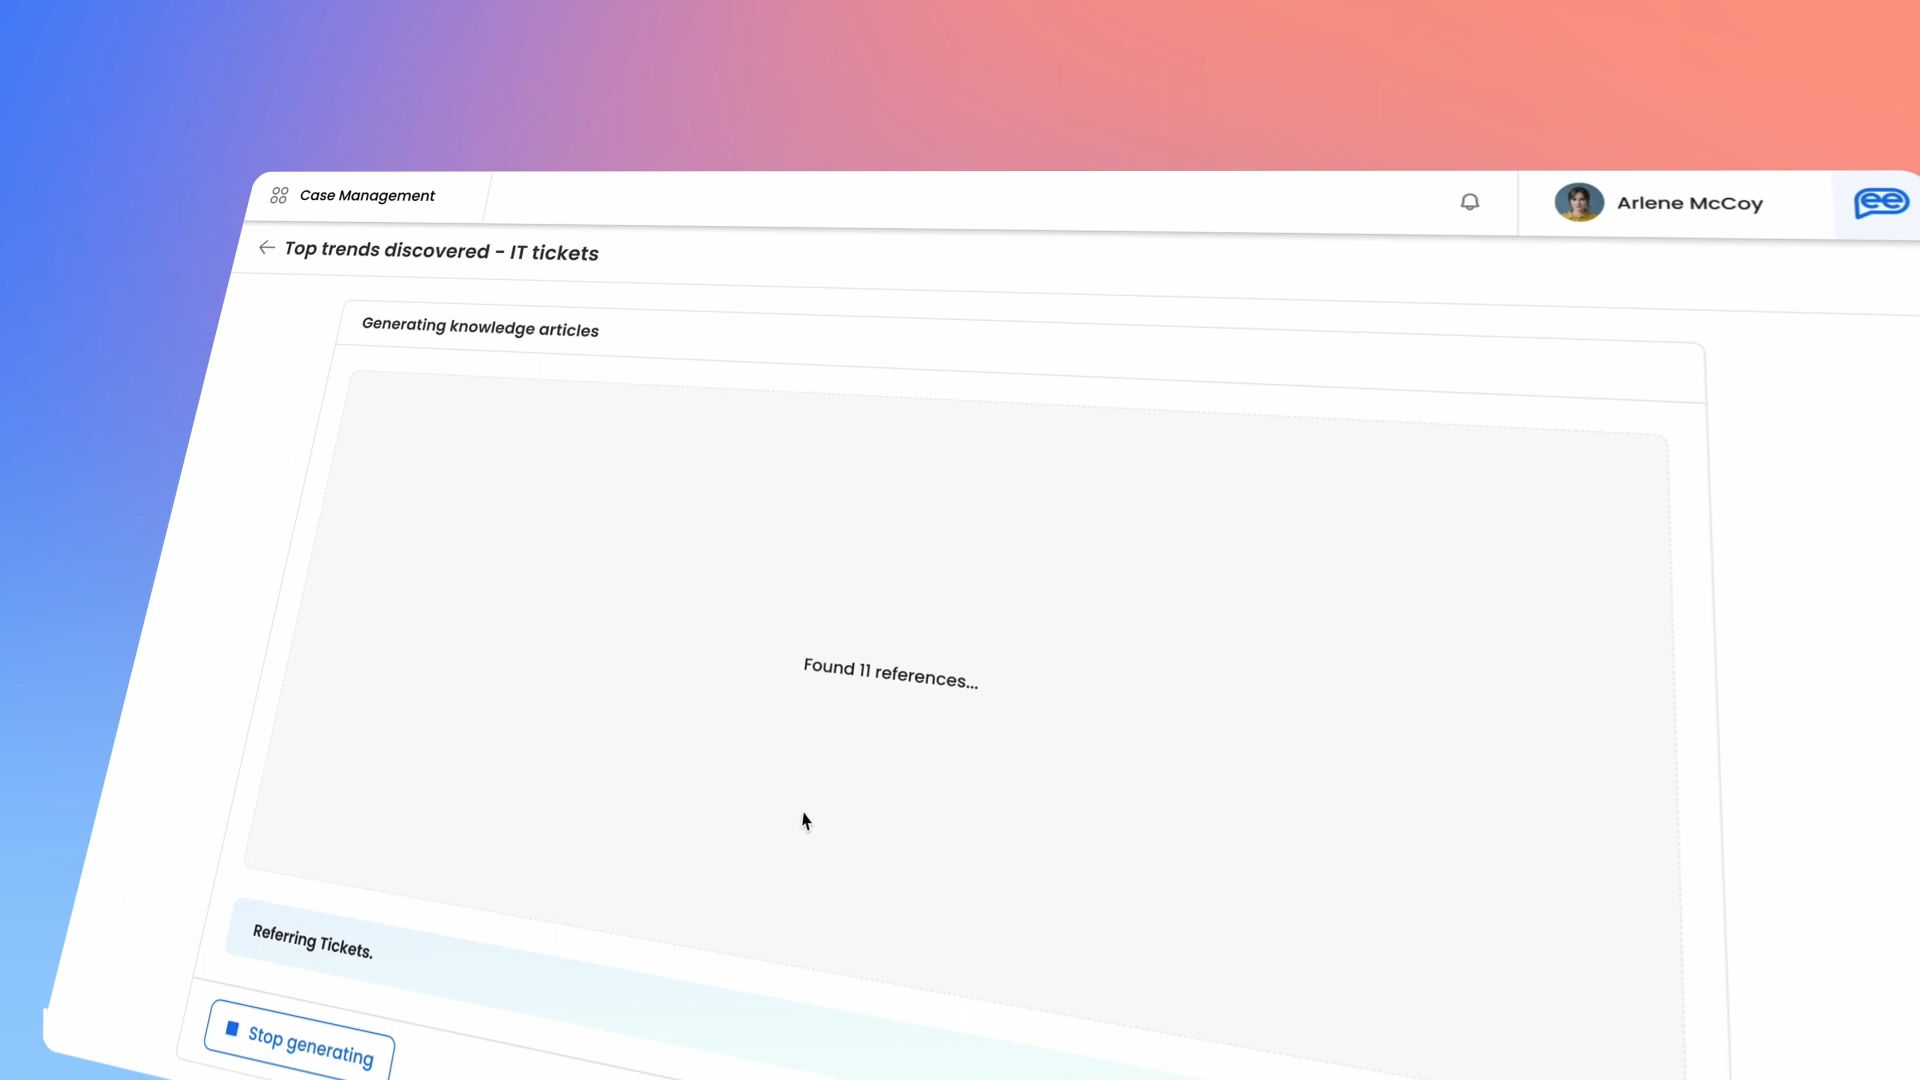 Case Management
Arlene McCoy
ee
Top trends discovered - IT tickets
Generating knowledge articles
Found 11 references...
Referring Tickets.
Stop generating